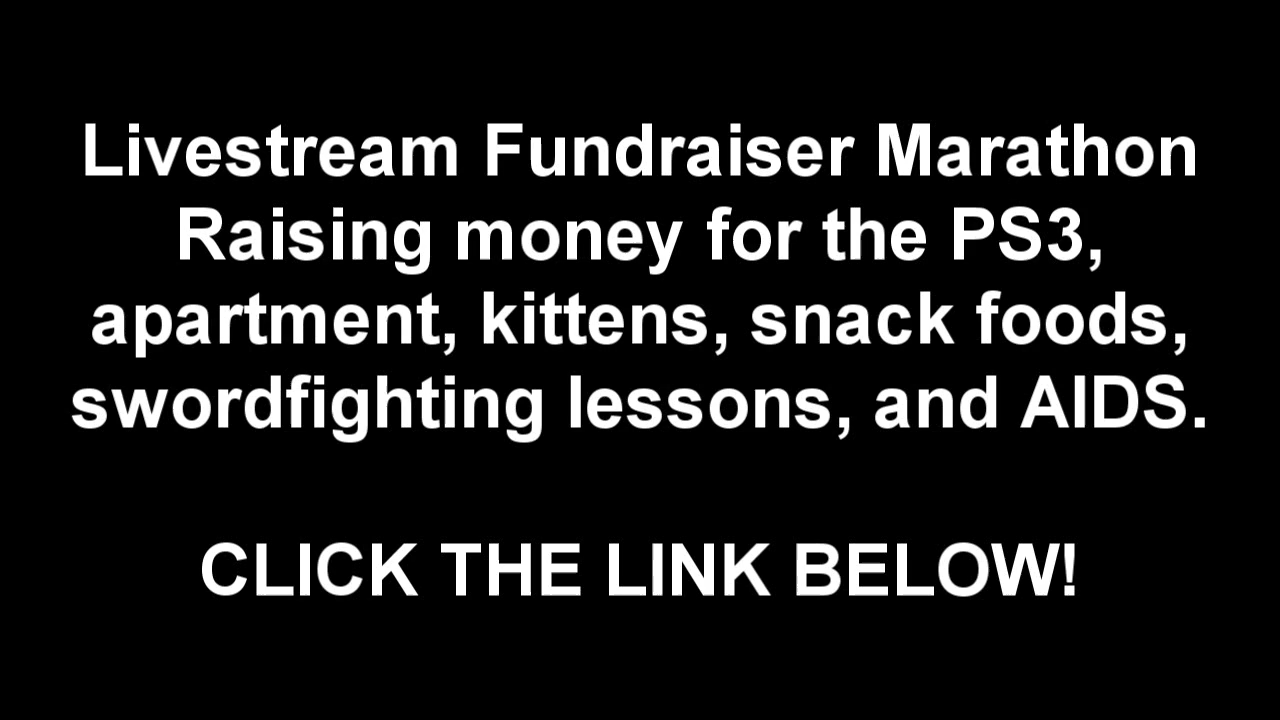 Livestream Fundraiser Marathon
Raising money for the PS3,
apartment, kittens, snack foods,
swordfighting lessons, and AIDS.
CLICK THE LINK BELOW!